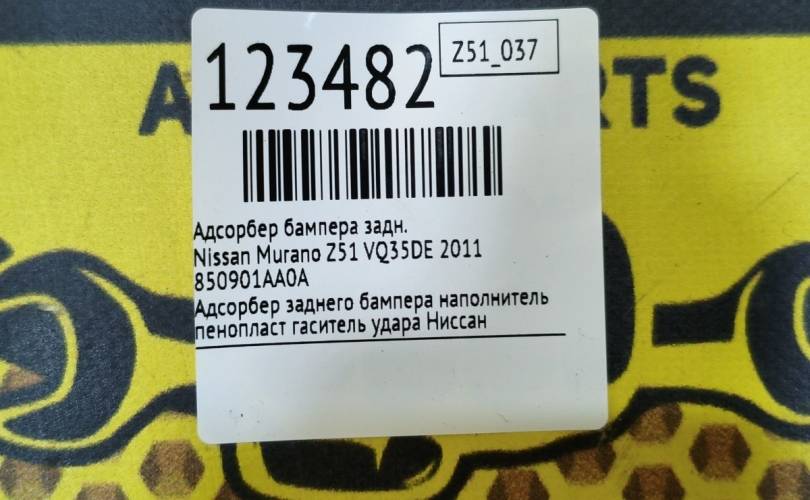 123482
Z51_037
Адсорбер бампера задн.
Nissan Murano Z51 VQ35DE 2011
850901AA0A
Адсорбер заднего бампера наполнитель
пенопласт гаситель удара Ниссан